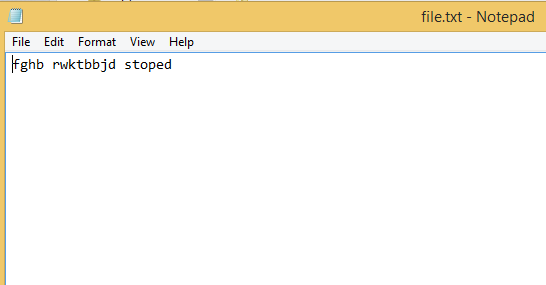 file.txt - Notepad
File Edit Format View Help
fghb rwktbbjd stoped